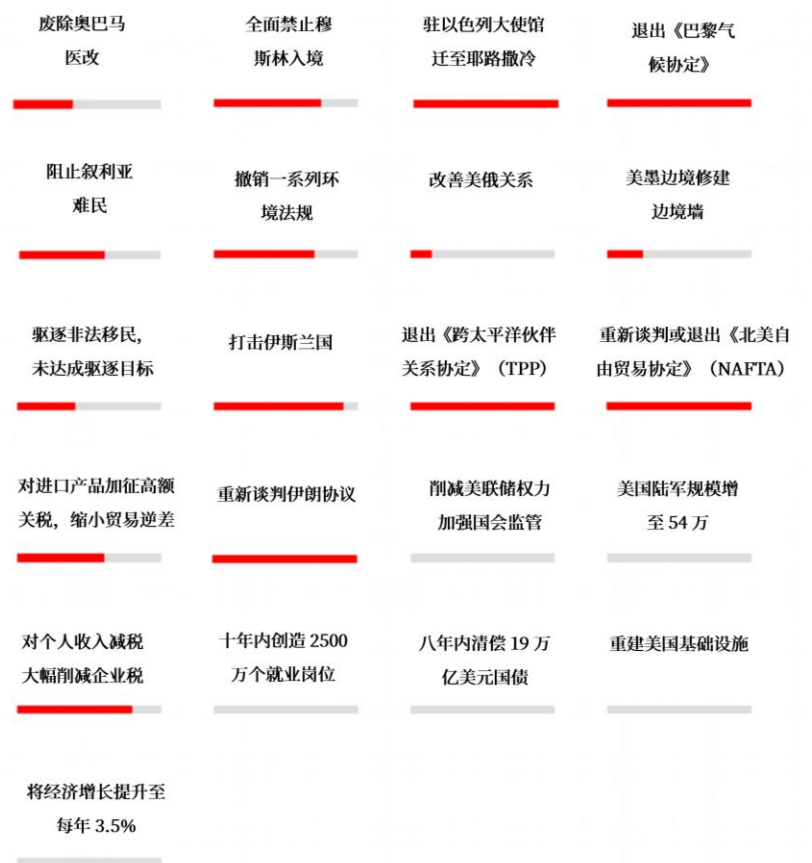 废除奥巴马
医改
全面禁止穆
斯林入境
驻以色列大使馆
迁至耶路撒冷
退出《巴黎气
候协定》
阻止叙利亚
难民
撤销一系列环
境法规
改善美俄关系
美墨边境修建
边境墙
驱逐非法移民,
未达成驱逐目标
打击伊斯兰国
退出《跨太平洋伙伴
关系协定》(TPP)
重新谈判或退出《北美自
由贸易协定》(NAFTA)
对进口产品加征高额
关税, 缩小贸易逆差
重新谈判伊朗协议
削减美联储权力
加强国会监管
美国陆军规模增
至 54 万
对个人收入减税
大幅削减企业税
十年内创造 2500
万个就业岗位
八年内清偿 19 万
亿美元国债
重建美国基础设施
将经济增长提升至
每年 3.5%